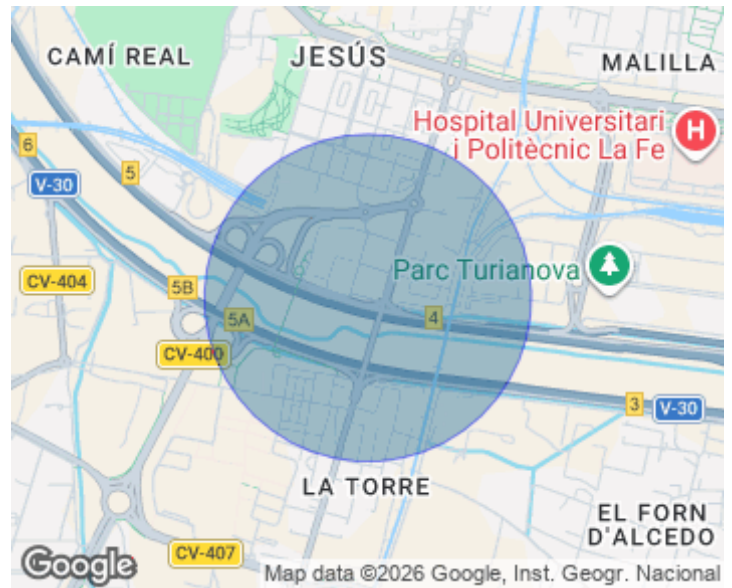 CAMÍ REAL
JESÚS
MALILLA
Hospital Universitari
i Politècnic La Fe
H
6
5
V-30
CV-404
5B
5A
CV-400
Parc Turianova
4
3
V-30
LA TORRE
EL FORN
D'ALCEDO
CV-407
Google
Map data ©2026 Google, Inst. Geogr. Nacional